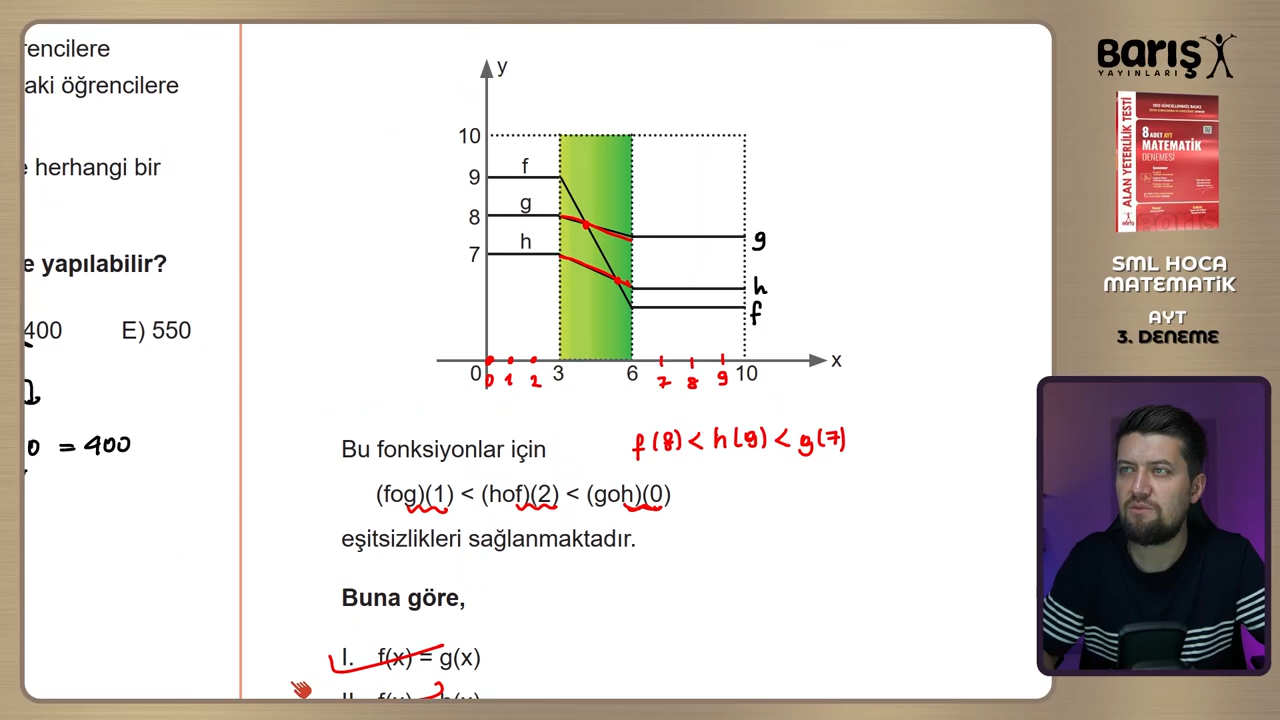 rencilere
aki öğrencilere
herhangi bir
e yapılabilir?
400 E) 550
0 = 400
y
10
9
8
7
f
g
h
g
h
f
0 3 6 10 x
0 1 2 7 8 9
Bu fonksiyonlar için
f(8) < h(9) < g(7)
(fog)(1) < (hof)(2) < (goh)(0)
eşitsizlikleri sağlanmaktadır.
Buna göre,
I. f(x) = g(x)
II. f(x) = h(x)
BARIŞ
YAYINLARI
ALAN YETERLİLİK TESTİ
8 ADET AYT
MATEMATİK
DENEMESİ
SML HOCA
MATEMATİK
AYT
3. DENEME